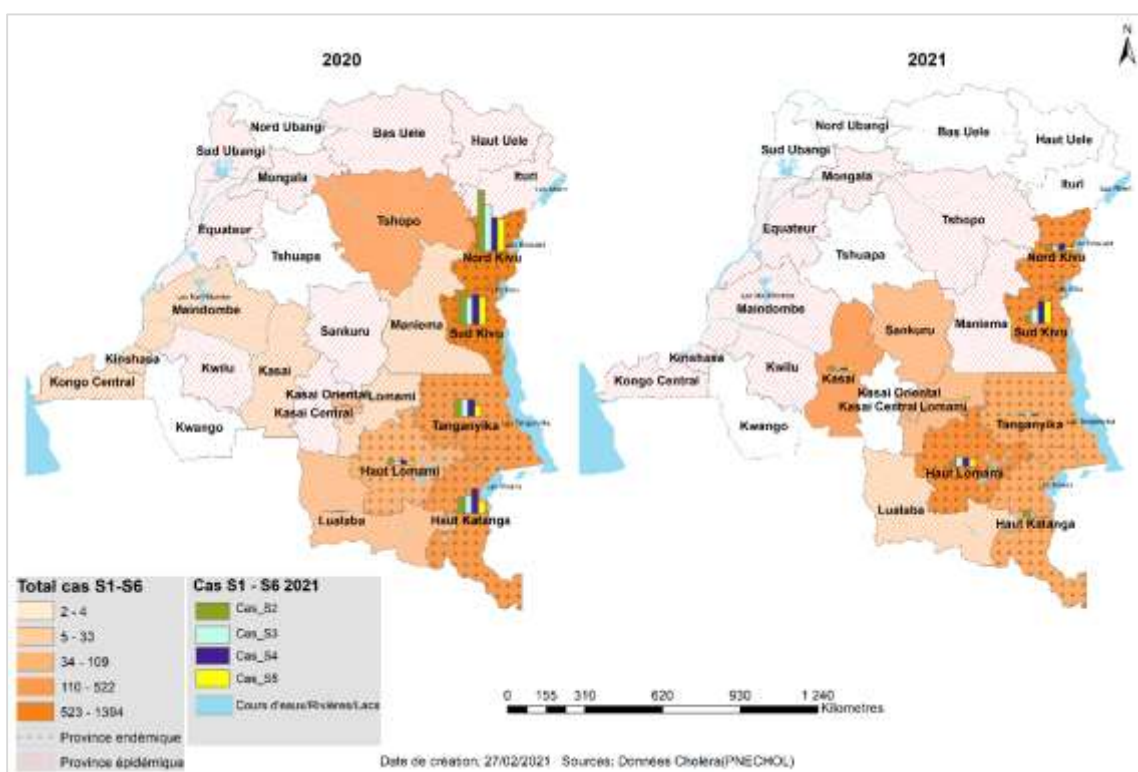 N
2020
2021
Nord Ubangi
Bas Uele
Haut Uele
Sud Ubangi
Mongala
Ituri
Tshopo
Equateur
Tshuapa
Nord Kivu
Maindombe
Sankuru
Maniema
Sud Kivu
Kinshasa
Kongo Central
Kwilu
Kasai
Kasai Oriental
Lomami
Kasai Central
Kwango
Tanganyika
Lac Tanganyika
Haut Lomami
Lualaba
Haut Katanga
Nord Ubangi
Bas Uele
Haut Uele
Sud Ubangi
Mongala
Ituri
Tshopo
Equateur
Tshuapa
Nord Kivu
Maindombe
Sankuru
Maniema
Sud Kivu
Kinshasa
Kongo Central
Kwilu
Kasai
Kasai Oriental
Kasai Central
Lomami
Kwango
Tanganyika
Haut Lomami
Lualaba
Haut Katanga
Total cas S1-S6
2 - 4
5 - 33
34 - 109
110 - 522
523 - 1394
Province endémique
Province épidémique
Cas S1 - S6 2021
Cas_S2
Cas_S3
Cas_S4
Cas_S5
Cours d'eaux/Rivières/Lacs
0 155 310 620 930 1 240
Kilometres
Date de création, 27/02/2021 Sources: Données Cholera(PNECHOL)